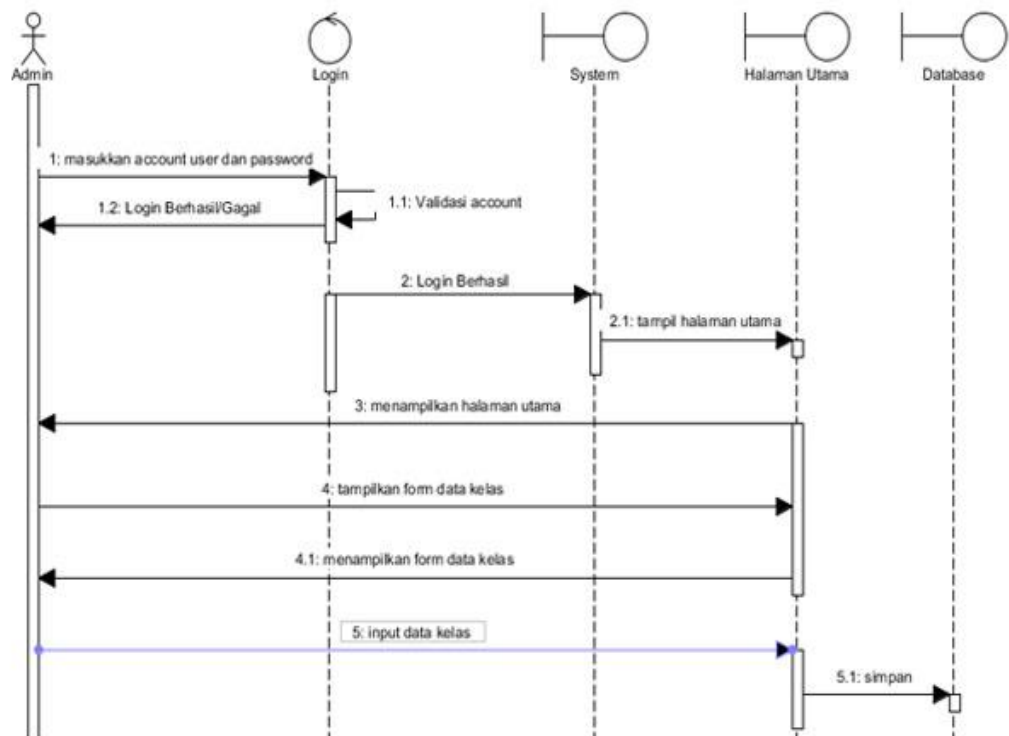 Admin
Login
System
Halaman Utama
Database
1: masukkan account user dan password
1.1: Validasi account
1.2: Login Berhasil/Gagal
2: Login Berhasil
2.1: tampil halaman utama
3: menampilkan halaman utama
4: tampilkan form data kelas
4.1: menampilkan form data kelas
5: input data kelas
5.1: simpan